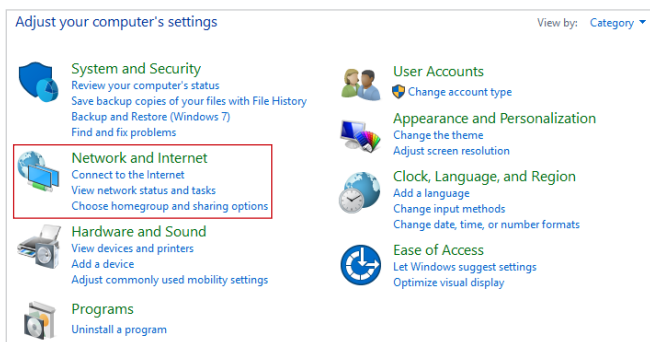 Adjust your computer's settings
View by: Category
System and Security
Review your computer's status
Save backup copies of your files with File History
Backup and Restore (Windows 7)
Find and fix problems
Network and Internet
Connect to the Internet
View network status and tasks
Choose homegroup and sharing options
Hardware and Sound
View devices and printers
Add a device
Adjust commonly used mobility settings
Programs
Uninstall a program
User Accounts
Change account type
Appearance and Personalization
Change the theme
Adjust screen resolution
Clock, Language, and Region
Add a language
Change input methods
Change date, time, or number formats
Ease of Access
Let Windows suggest settings
Optimize visual display